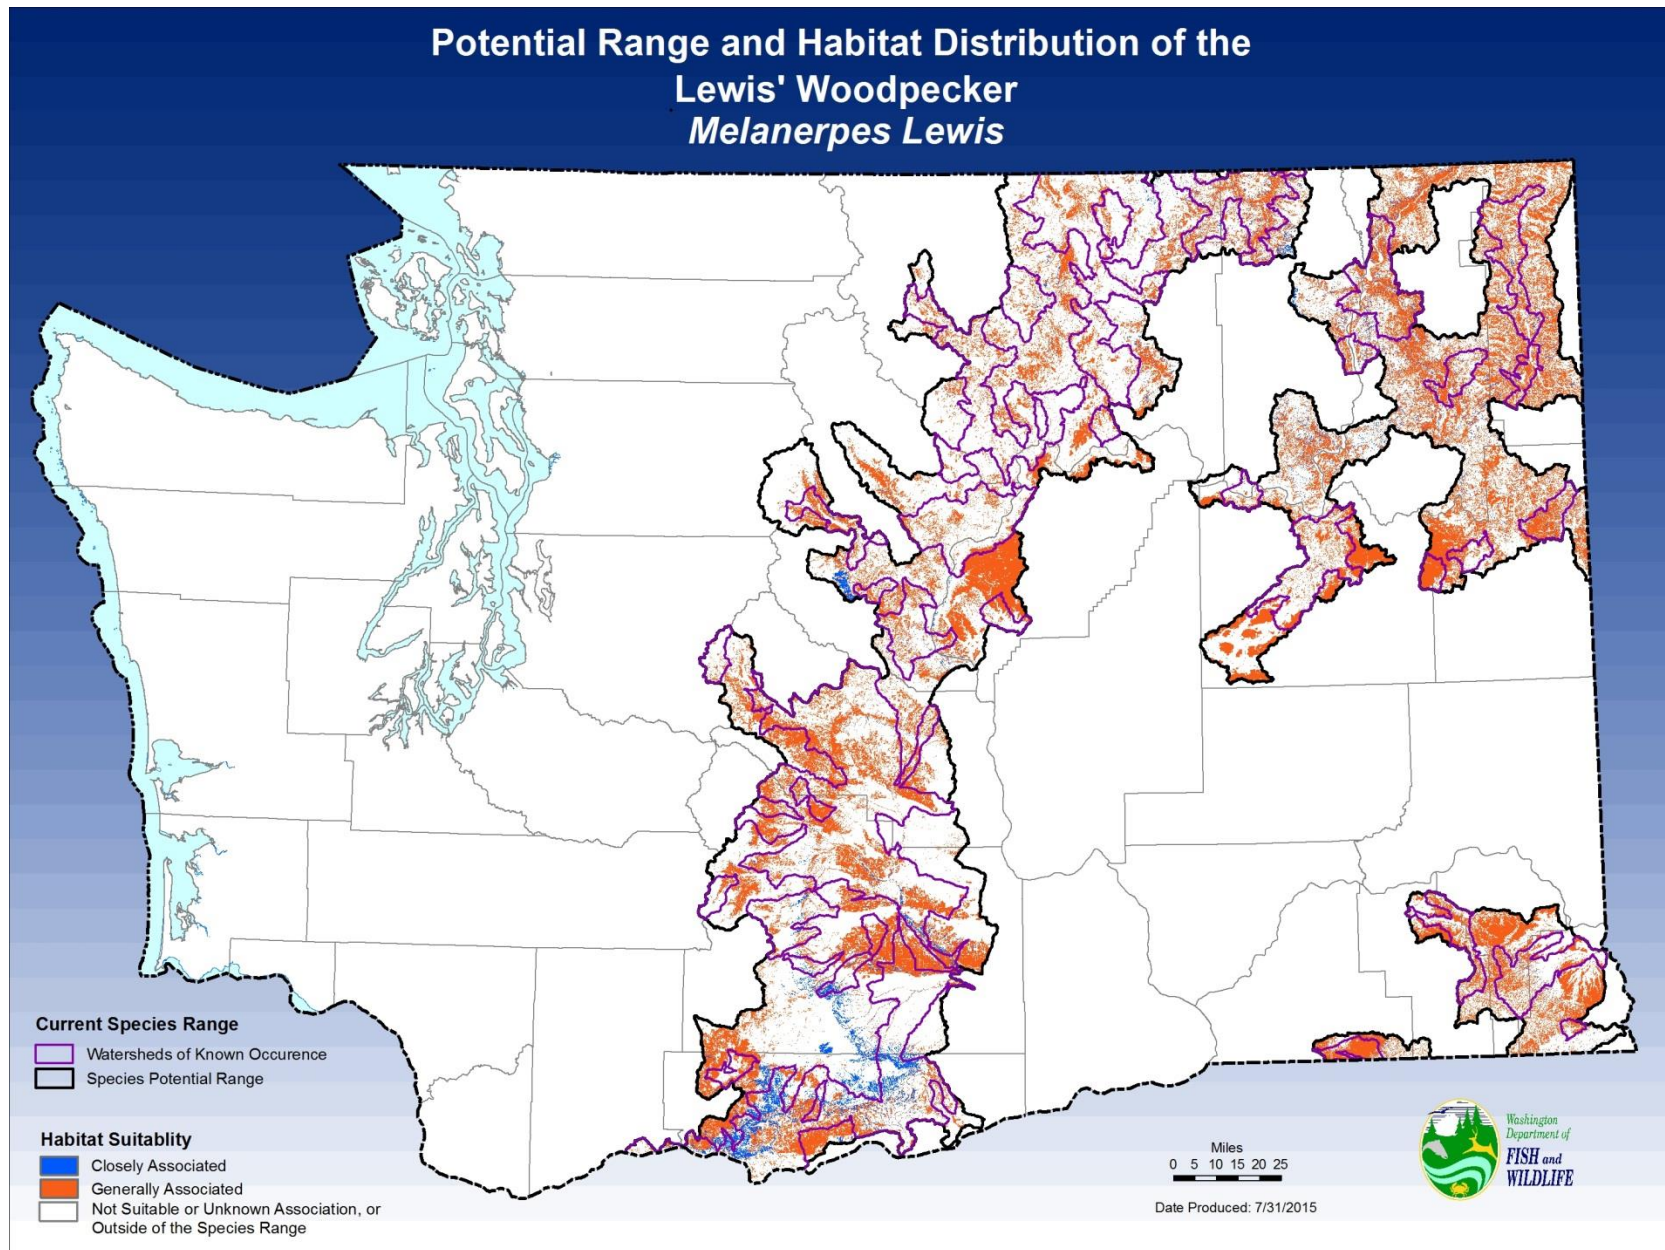 Potential Range and Habitat Distribution of the
Lewis' Woodpecker
Melanerpes Lewis
Current Species Range
Watersheds of Known Occurence
Species Potential Range
Habitat Suitablity
Closely Associated
Generally Associated
Not Suitable or Unknown Association, or
Outside of the Species Range
Miles
0 5 10 15 20 25
Date Produced: 7/31/2015
Washington
Department of
FISH and
WILDLIFE